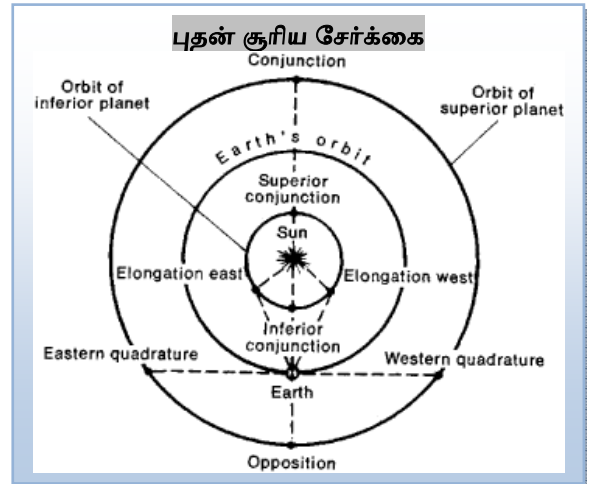 புதன் சூரிய சேர்க்கை
Conjunction
Orbit of
inferior planet
Orbit of
superior planet
Earth's orbit
Superior
conjunction
Sun
Elongation east
Elongation west
Inferior
conjunction
Eastern quadrature
Western quadrature
Earth
Opposition